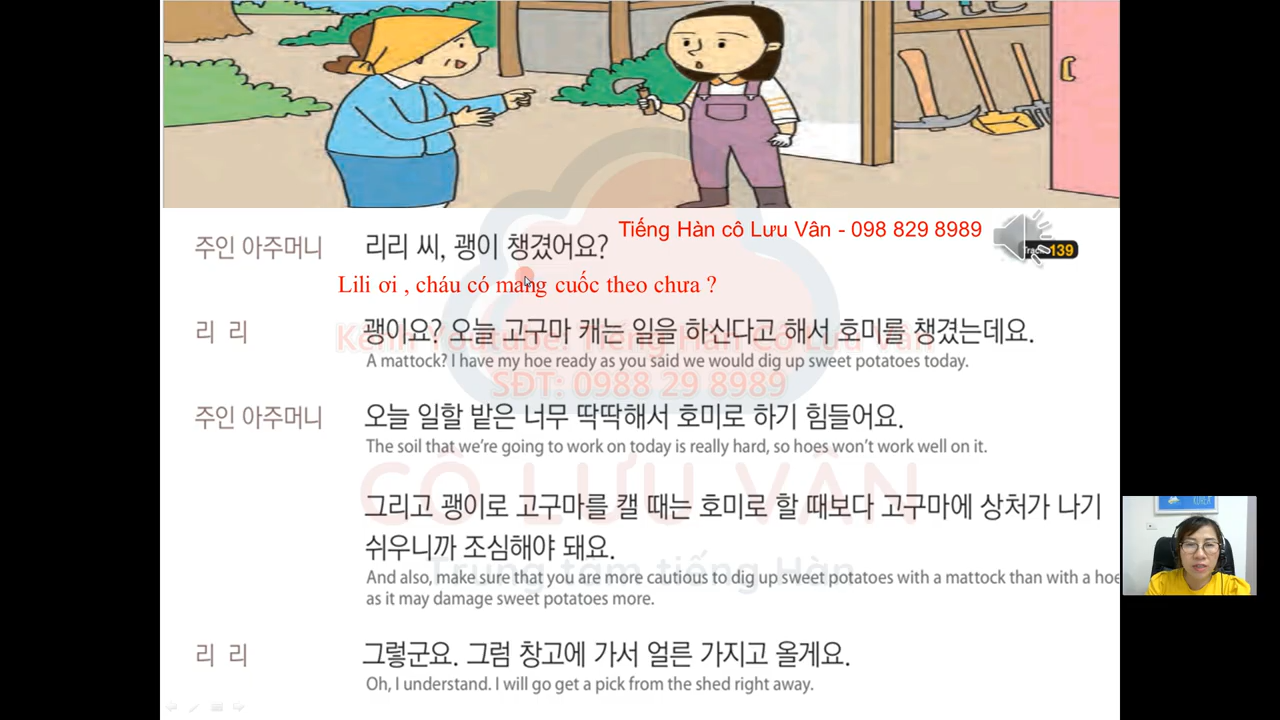 Tiếng Hàn cô Lưu Vân - 098 829 8989
주인 아주머니 리리 씨, 괭이 챙겼어요?
139
Lili ơi , cháu có mang cuốc theo chưa ?
리 리 괭이요? 오늘 고구마 캐는 일을 하신다고 해서 호미를 챙겼는데요.
Kênh Youtube: Tiếng Hàn Cô Lưu Vân
A mattock? I have my hoe ready as you said we would dig up sweet potatoes today.
SĐT: 0988 29 8989
주인 아주머니 오늘 일할 밭은 너무 딱딱해서 호미로 하기 힘들어요.
The soil that we're going to work on today is really hard, so hoes won't work well on it.
CÔ LƯU VÂN
그리고 괭이로 고구마를 캘 때는 호미로 할 때보다 고구마에 상처가 나기
쉬우니까 조심해야 돼요.
Trung tâm tiếng Hàn
And also, make sure that you are more cautious to dig up sweet potatoes with a mattock than with a hoe
as it may damage sweet potatoes more.
리 리 그렇군요. 그럼 창고에 가서 얼른 가지고 올게요.
Oh, I understand. I will go get a pick from the shed right away.